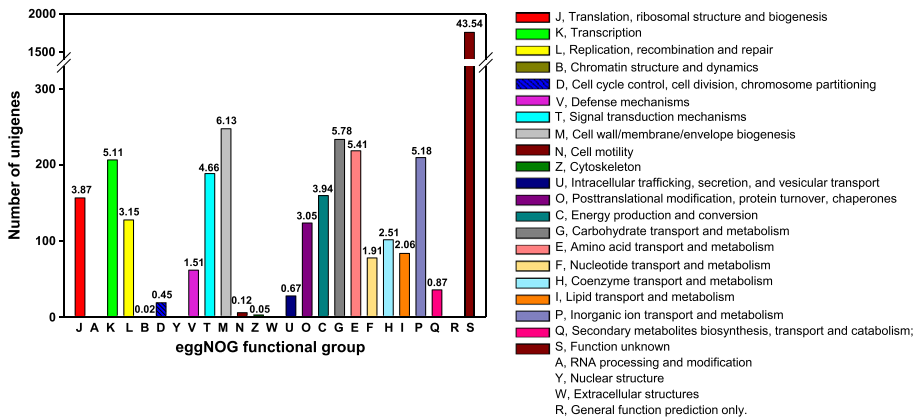 2000
1500
300
200
100
0
Number of unigenes
3.87
5.11
3.15
0.02
0.45
1.51
4.66
6.13
0.12
0.05
0.67
3.05
3.94
5.78
5.41
1.91
2.51
2.06
5.18
0.87
43.54
J A K L B D Y V T M N Z W U O C G E F H I P Q R S
eggNOG functional group
J, Translation, ribosomal structure and biogenesis
K, Transcription
L, Replication, recombination and repair
B, Chromatin structure and dynamics
D, Cell cycle control, cell division, chromosome partitioning
V, Defense mechanisms
T, Signal transduction mechanisms
M, Cell wall/membrane/envelope biogenesis
N, Cell motility
Z, Cytoskeleton
U, Intracellular trafficking, secretion, and vesicular transport
O, Posttranslational modification, protein turnover, chaperones
C, Energy production and conversion
G, Carbohydrate transport and metabolism
E, Amino acid transport and metabolism
F, Nucleotide transport and metabolism
H, Coenzyme transport and metabolism
I, Lipid transport and metabolism
P, Inorganic ion transport and metabolism
Q, Secondary metabolites biosynthesis, transport and catabolism;
S, Function unknown
A, RNA processing and modification
Y, Nuclear structure
W, Extracellular structures
R, General function prediction only.